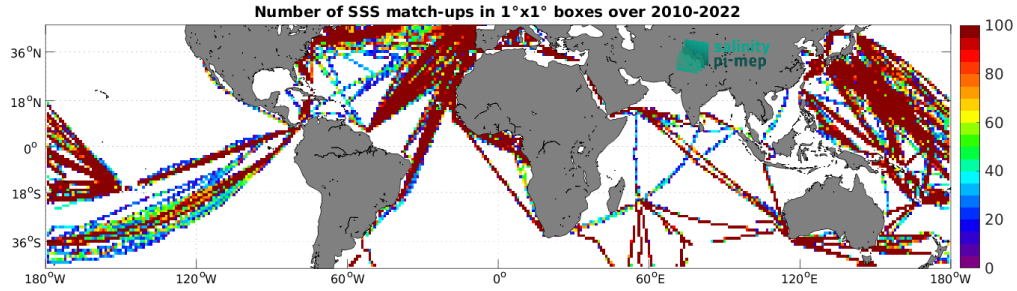 Number of SSS match-ups in 1°x1° boxes over 2010-2022
salinity
pi-mep
36°N
18°N
0°
18°S
36°S
180°W
120°W
60°W
0°
60°E
120°E
180°W
100
80
60
40
20
0